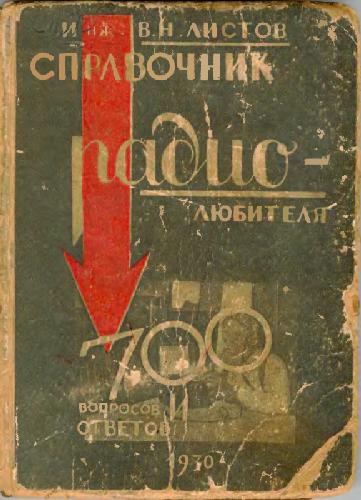 ИНЖ. В.Н.ЛИСТОВ
СПРАВОЧНИК
радио-
ЛЮБИТЕЛЯ
700
ВОПРОСОВ И
ОТВЕТОВ
1930